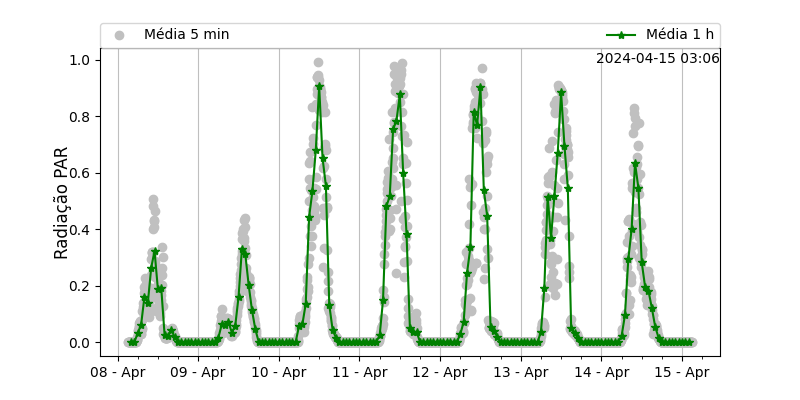 Média 5 min
Média 1 h
2024-04-15 03:06
Radiação PAR
1.0
0.8
0.6
0.4
0.2
0.0
08 - Apr
09 - Apr
10 - Apr
11 - Apr
12 - Apr
13 - Apr
14 - Apr
15 - Apr